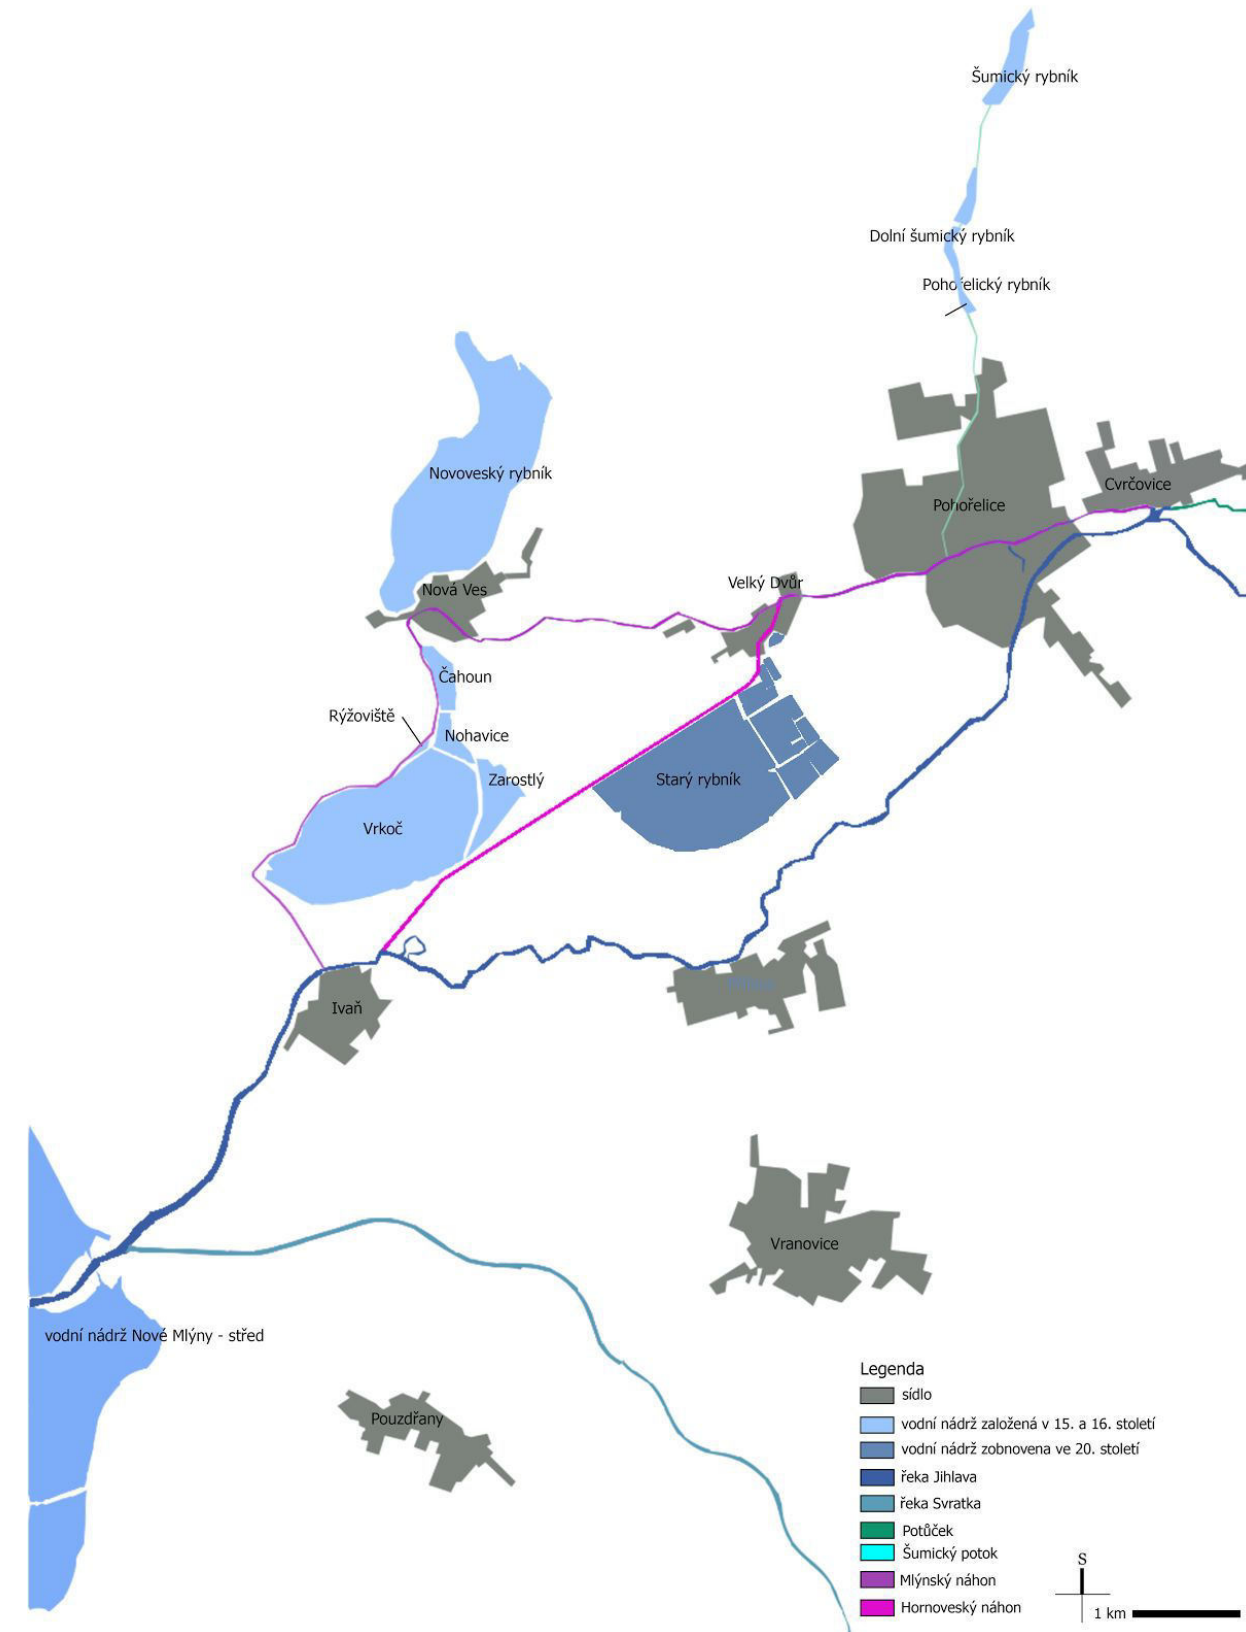 Šumický rybník
Dolní šumický rybník
Pohořelický rybník
Novoveský rybník
Cvrčovice
Pohořelice
Velký Dvůr
Nová Ves
Čahoun
Rýžoviště
Nohavice
Zarostlý
Starý rybník
Vrkoč
Ivaň
Vranovice
vodní nádrž Nové Mlýny - střed
Pouzdřany
Legenda
sídlo
vodní nádrž založená v 15. a 16. století
vodní nádrž zobnovena ve 20. století
řeka Jihlava
řeka Svratka
Potůček
Šumický potok
Mlýnský náhon
Hornoveský náhon
S
1 km